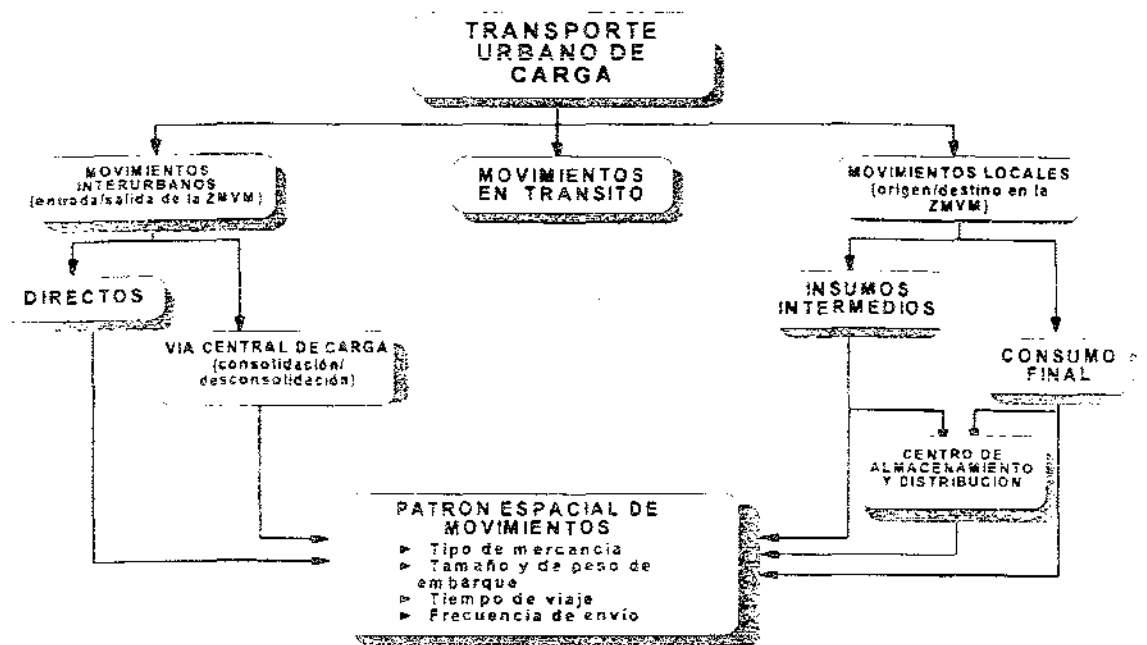 TRANSPORTE
URBANO DE
CARGA
MOVIMIENTOS
INTERURBANOS
(entrada/salida de la ZMVM)
MOVIMIENTOS
EN TRANSITO
MOVIMIENTOS LOCALES
(origen/destino en la
ZMVM)
DIRECTOS
VIA CENTRAL DE CARGA
(consolidación/
desconsolidación)
INSUMOS
INTERMEDIOS
CONSUMO
FINAL
CENTRO DE
ALMACENAMIENTO
Y DISTRIBUCION
PATRON ESPACIAL DE
MOVIMIENTOS
► Tipo de mercancia
► Tamaño y de peso de
embarque
► Tiempo de viaje
► Frecuencia de envío